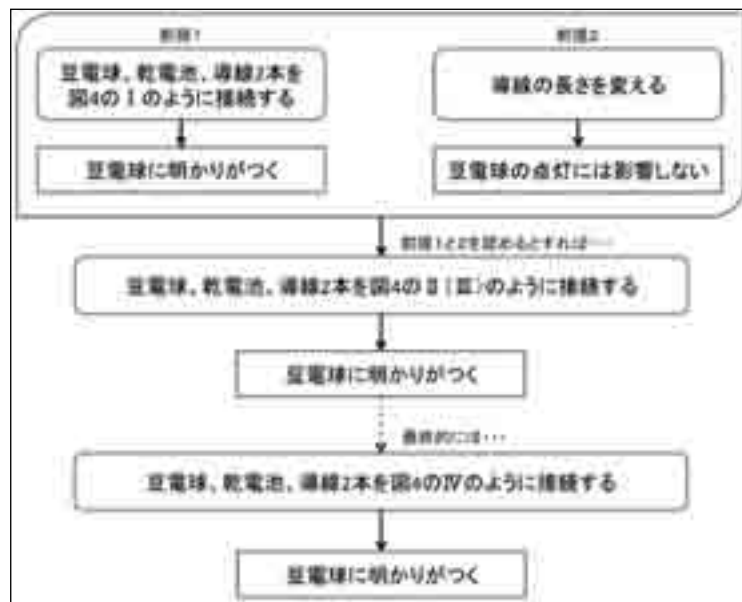 前提1
豆電球、乾電池、導線2本を
図4のⅠのように接続する
豆電球に明かりがつく
前提2
導線の長さを変える
豆電球の点灯には影響しない
前提1と2を認めるとすれば…
豆電球、乾電池、導線2本を図4のⅡ(Ⅲ)のように接続する
豆電球に明かりがつく
最終的には…
豆電球、乾電池、導線2本を図4のⅣのように接続する
豆電球に明かりがつく